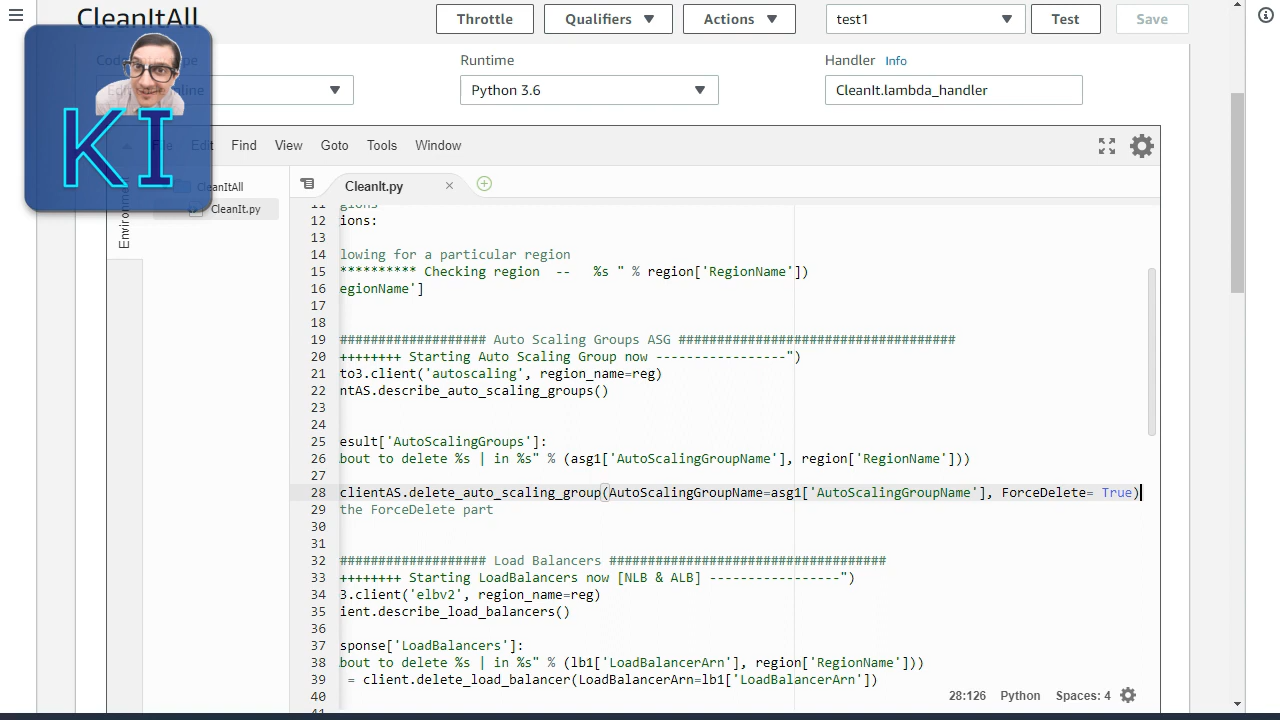 CleanItAll
Throttle
Qualifiers
Actions
test1
Test
Save
Runtime
Handler Info
Python 3.6
CleanIt.lambda_handler
KI
File Edit Find View Goto Tools Window
Environment
CleanItAll
CleanIt.py
CleanIt.py
11 gions
12 ions:
13
14 lowing for a particular region
15 ********** Checking region  --   %s " % region['RegionName'])
16 egionName']
17
18
19 ################### Auto Scaling Groups ASG ####################################
20 ++++++++ Starting Auto Scaling Group now -----------------")
21 to3.client('autoscaling', region_name=reg)
22 ntAS.describe_auto_scaling_groups()
23
24
25 esult['AutoScalingGroups']:
26 bout to delete %s | in %s" % (asg1['AutoScalingGroupName'], region['RegionName']))
27
28 clientAS.delete_auto_scaling_group(AutoScalingGroupName=asg1['AutoScalingGroupName'], ForceDelete= True)
29 the ForceDelete part
30
31
32 ################### Load Balancers ####################################
33 ++++++++ Starting LoadBalancers now [NLB & ALB] -----------------")
34 3.client('elbv2', region_name=reg)
35 ient.describe_load_balancers()
36
37 sponse['LoadBalancers']:
38 bout to delete %s | in %s" % (lb1['LoadBalancerArn'], region['RegionName']))
39 = client.delete_load_balancer(LoadBalancerArn=lb1['LoadBalancerArn'])
40
41
28:126 Python Spaces: 4